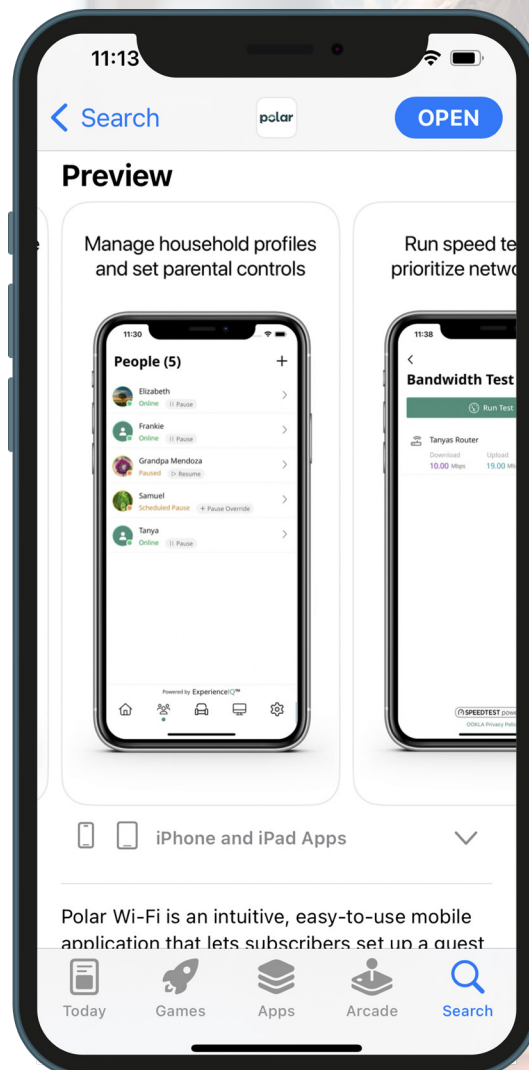 11:13
Search
polar
OPEN
Preview
Manage household profiles
and set parental controls
11:30
People (5)
+
Elizabeth
Online
Pause
Frankie
Online
Pause
Grandpa Mendoza
Paused
Resume
Samuel
Scheduled Pause
+ Pause Override
Tanya
Online
Pause
Powered by ExperienceIQ™
Run speed te
prioritize netwo
11:38
Bandwidth Test
Run Test
Tanyas Router
Download
Upload
10.00 Mbps
19.00 Mb
SPEEDTEST powe
OOKLA Privacy Polic
iPhone and iPad Apps
Polar Wi-Fi is an intuitive, easy-to-use mobile
application that lets subscribers set up a guest
Today
Games
Apps
Arcade
Search